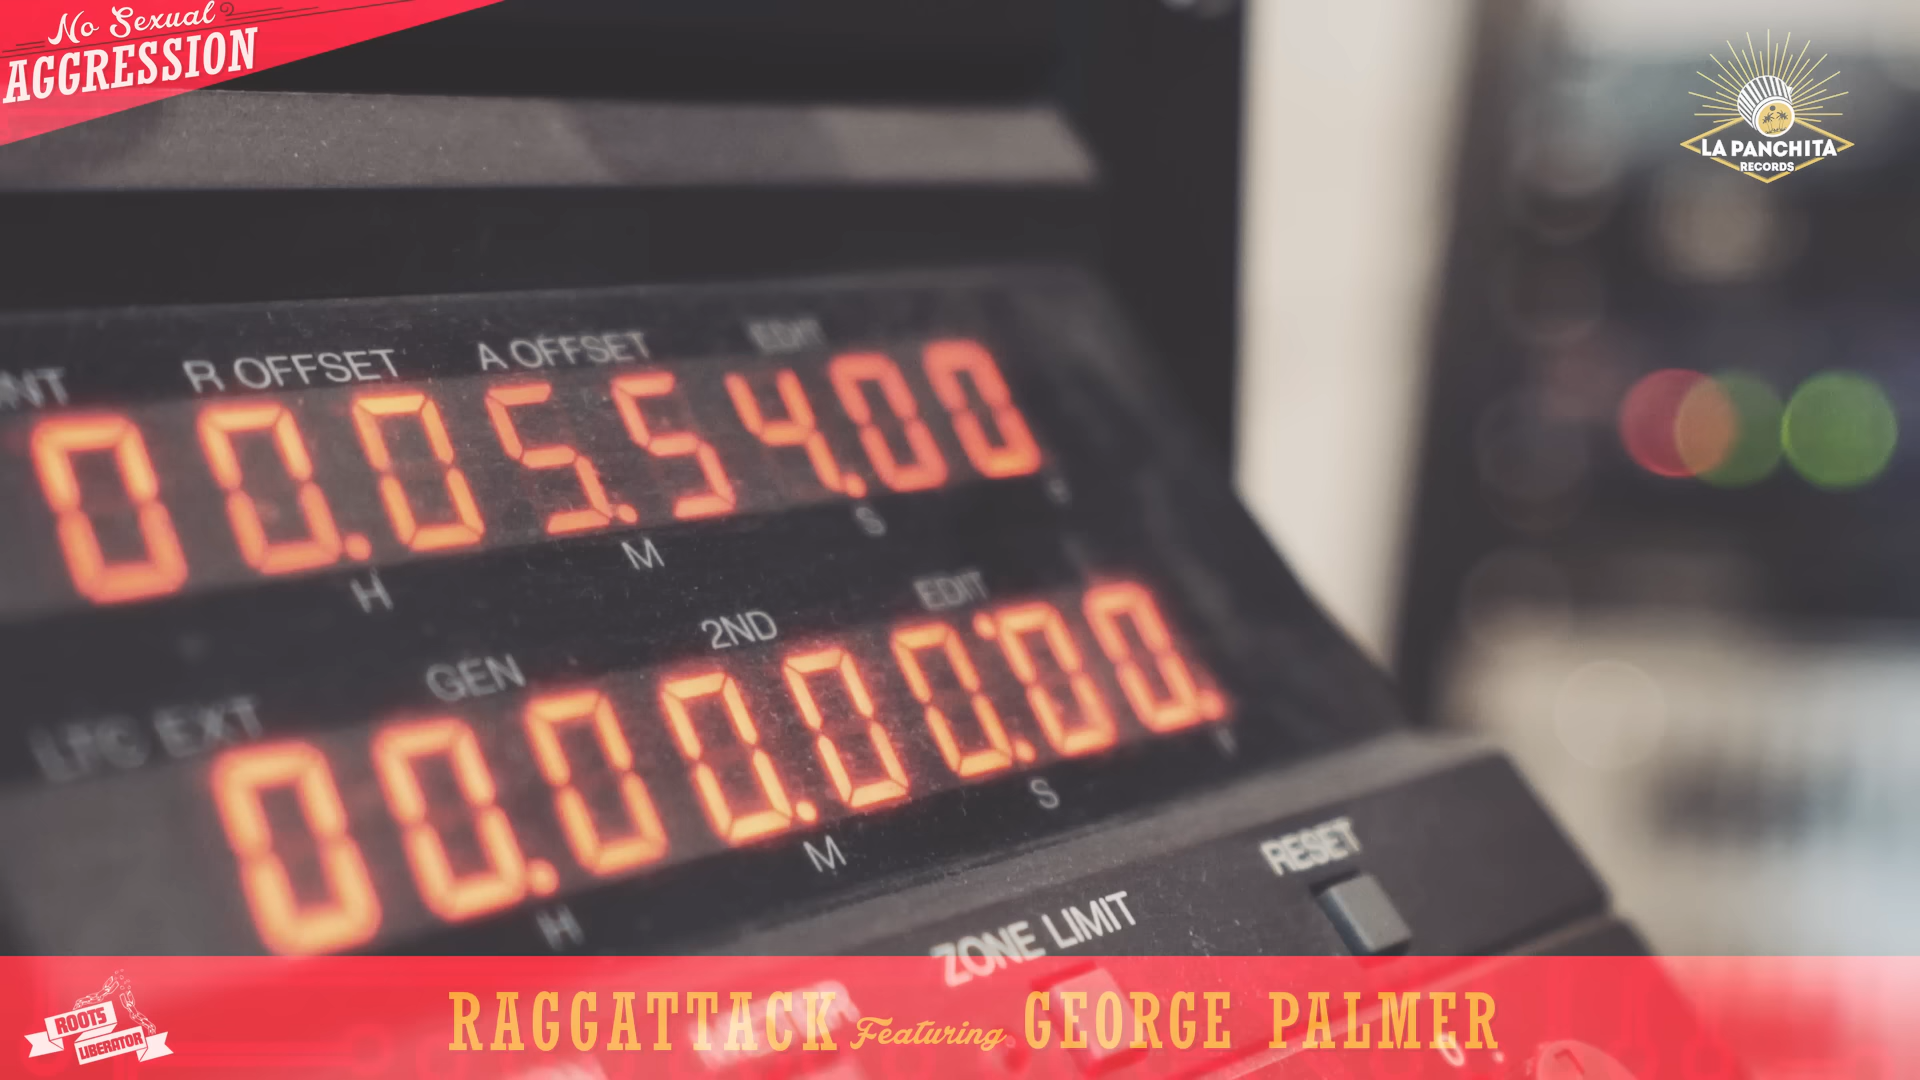 No Sexual
AGGRESSION
LA PANCHITA
RECORDS
R OFFSET A OFFSET EDIT
00.05.54.00
H M S F
GEN 2ND EDIT
EXT
00.00.00.00.
H M S F
RESET
ZONE LIMIT
ROOTS
LIBERATOR
RAGGATTACK Featuring GEORGE PALMER